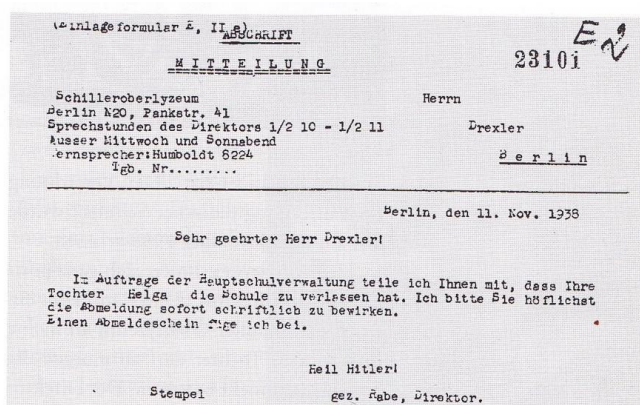 (Einlageformular E, II e)
ABSCHRIFT
E 2
M I T T E I L U N G
23101
Schilleroberlyzeum Herrn
Berlin N20, Pankstr. 41
Sprechstunden des Direktors 1/2 10 - 1/2 11 Drexler
Ausser Mittwoch und Sonnabend
Fernsprecher:Humboldt 6224 B e r l i n
Tgb. Nr.........
Berlin, den 11. Nov. 1938
Sehr geehrter Herr Drexler!
Im Auftrage der Hauptschulverwaltung teile ich Ihnen mit, dass Ihre
Tochter Helga die Schule zu verlassen hat. Ich bitte Sie höflichst
die Abmeldung sofort schriftlich zu bewirken.
Einen Abmeldeschein füge ich bei.
Heil Hitler!
Stempel gez. Rabe, Direktor.